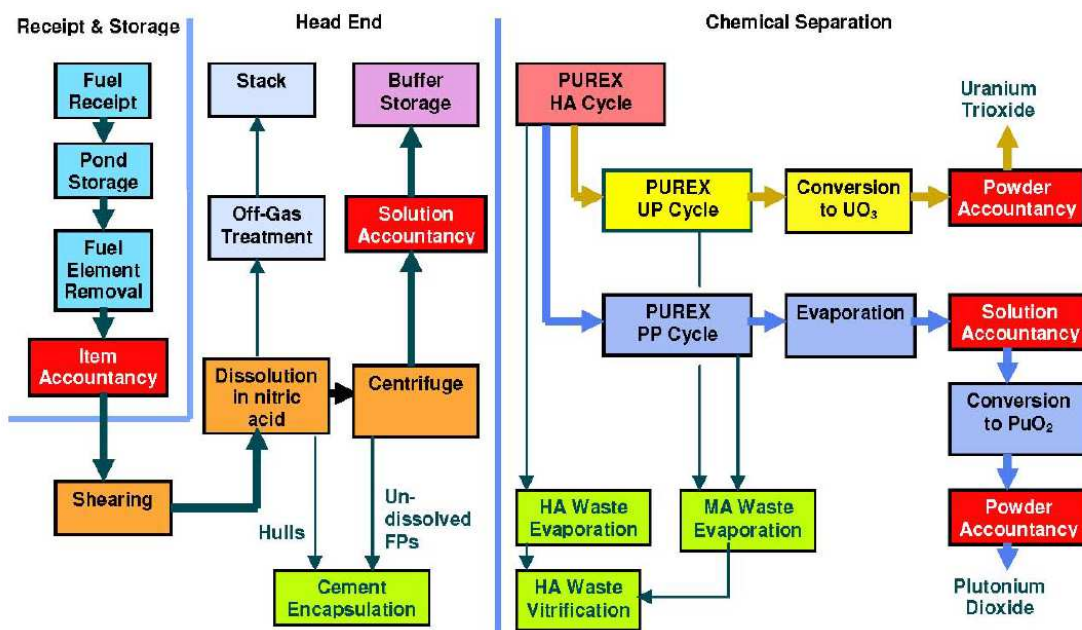 Receipt & Storage
Head End
Chemical Separation
Fuel
Receipt
Pond
Storage
Fuel
Element
Removal
Item
Accountancy
Shearing
Stack
Off-Gas
Treatment
Dissolution
in nitric
acid
Buffer
Storage
Solution
Accountancy
Centrifuge
Hulls
Un-
dissolved
FPs
Cement
Encapsulation
PUREX
HA Cycle
PUREX
UP Cycle
Conversion
to UO₃
Powder
Accountancy
Uranium
Trioxide
PUREX
PP Cycle
Evaporation
Solution
Accountancy
Conversion
to PuO₂
Powder
Accountancy
Plutonium
Dioxide
HA Waste
Evaporation
MA Waste
Evaporation
HA Waste
Vitrification